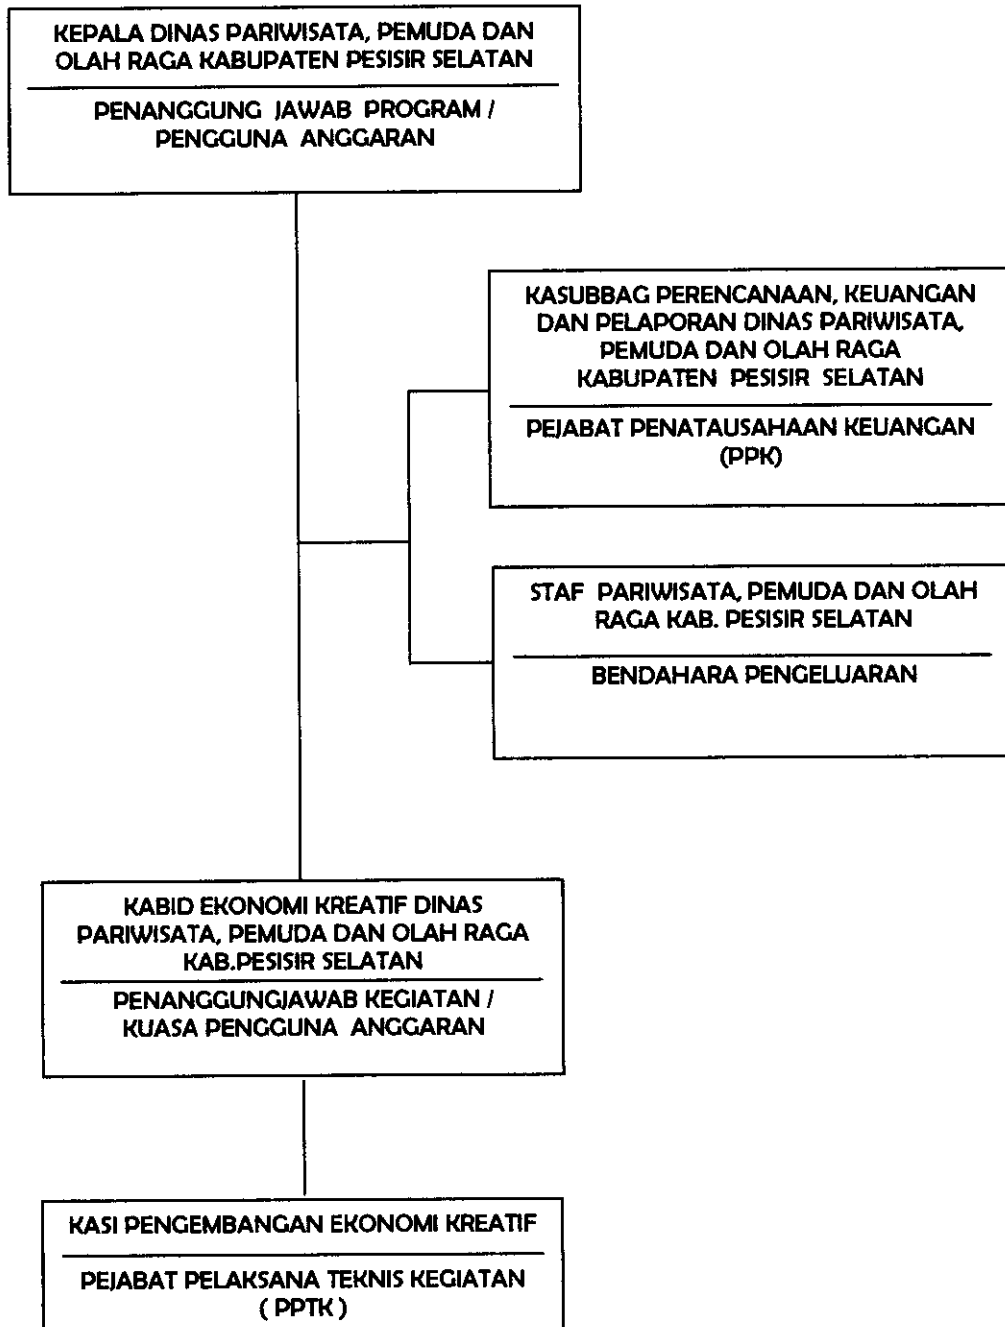 KEPALA DINAS PARIWISATA, PEMUDA DAN
OLAH RAGA KABUPATEN PESISIR SELATAN
PENANGGUNG JAWAB PROGRAM /
PENGGUNA ANGGARAN
KASUBBAG PERENCANAAN, KEUANGAN
DAN PELAPORAN DINAS PARIWISATA,
PEMUDA DAN OLAH RAGA
KABUPATEN PESISIR SELATAN
PEJABAT PENATAUSAHAAN KEUANGAN
(PPK)
STAF PARIWISATA, PEMUDA DAN OLAH
RAGA KAB. PESISIR SELATAN
BENDAHARA PENGELUARAN
KABID EKONOMI KREATIF DINAS
PARIWISATA, PEMUDA DAN OLAH RAGA
KAB.PESISIR SELATAN
PENANGGUNGJAWAB KEGIATAN /
KUASA PENGGUNA ANGGARAN
KASI PENGEMBANGAN EKONOMI KREATIF
PEJABAT PELAKSANA TEKNIS KEGIATAN
( PPTK )